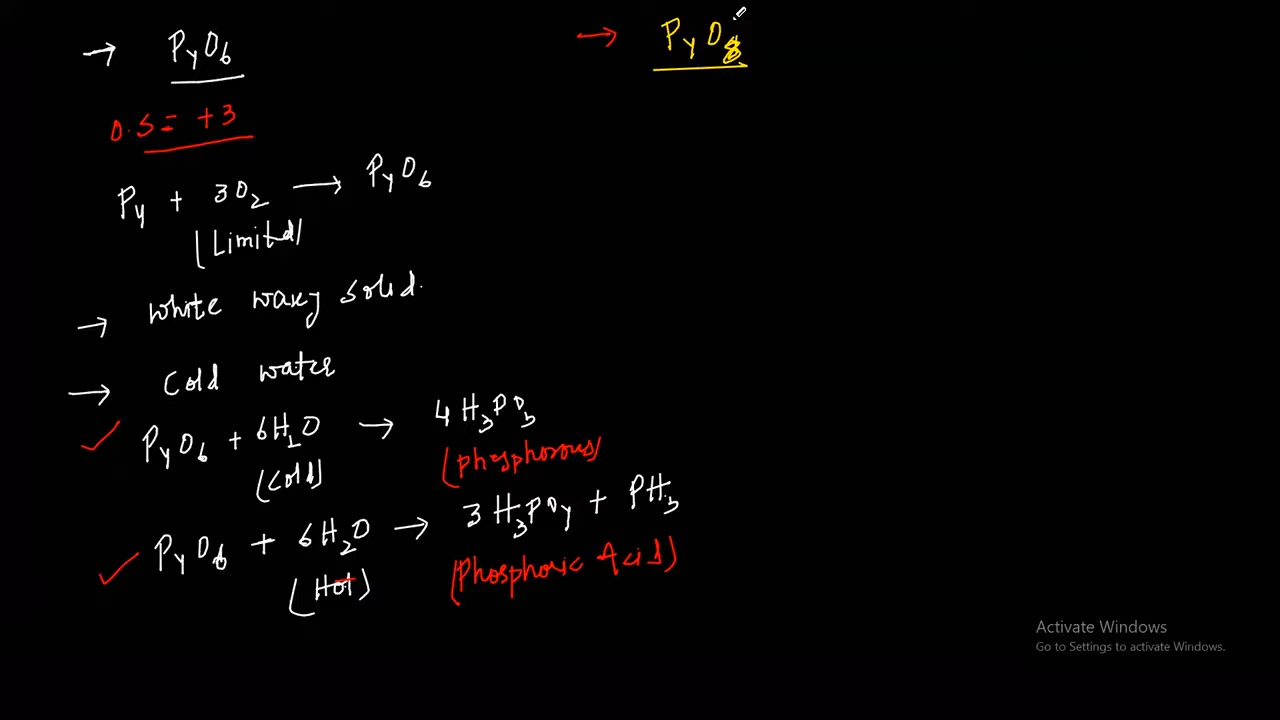 → P₄O₆
O.S = +3
P₄ + 3O₂ → P₄O₆
(Limited)
→ White waxy solid.
→ Cold water
✓ P₄O₆ + 6H₂O → 4H₃PO₃
(Cold) (phosphorous)
✓ P₄O₆ + 6H₂O → 3H₃PO₄ + PH₃
(Hot) (Phosphoric Acid)
→ P₄O₈
Activate Windows
Go to Settings to activate Windows.